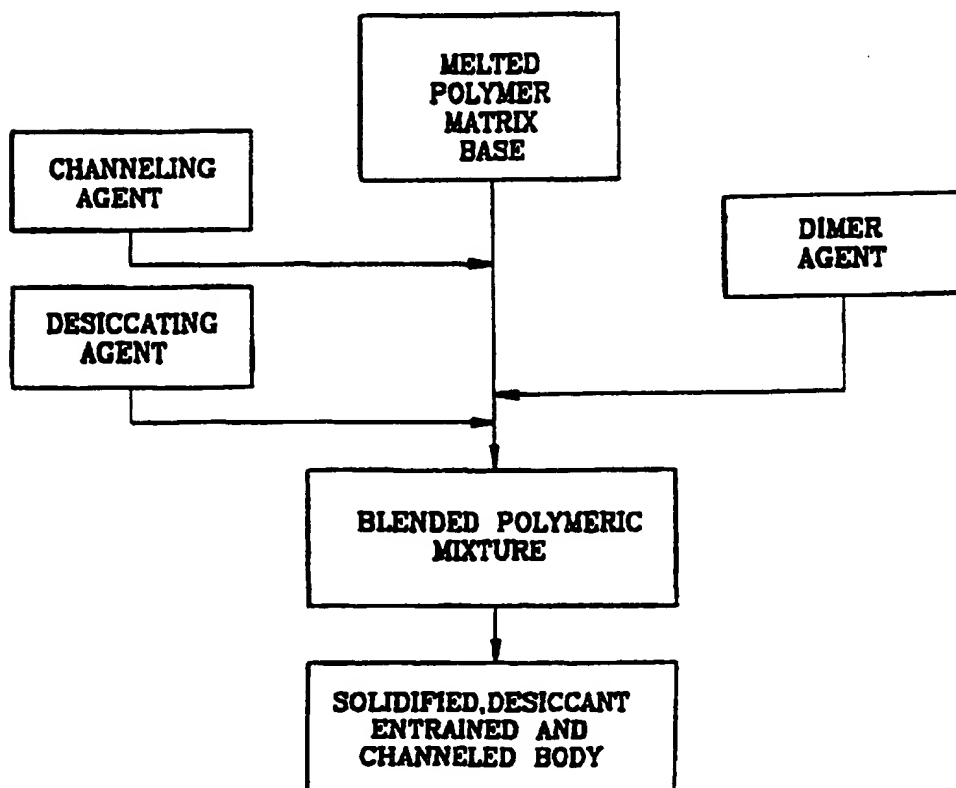 MELTED
POLYMER
MATRIX
BASE
CHANNELING
AGENT
DIMER
AGENT
DESICCATING
AGENT
BLENDED POLYMERIC
MIXTURE
SOLIDIFIED,DESICCANT
ENTRAINED AND
CHANNELED BODY